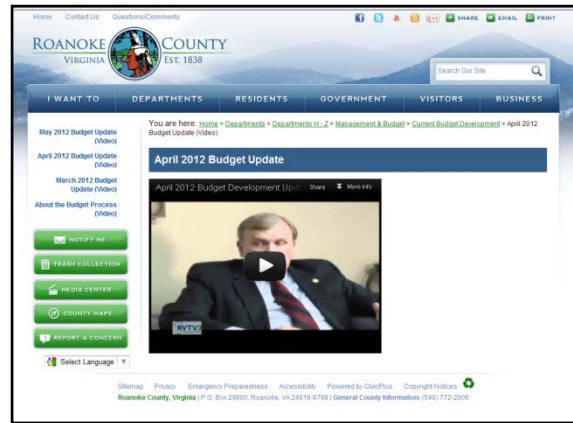 Home Contact Us Questions/Comments
SHARE EMAIL PRINT
ROANOKE COUNTY
VIRGINIA EST. 1838
Search Our Site
I WANT TO DEPARTMENTS RESIDENTS GOVERNMENT VISITORS BUSINESS
You are here: Home > Departments > Departments H - Z > Management & Budget > Current Budget Development > April 2012
Budget Update (Video)
May 2012 Budget Update
(Video)
April 2012 Budget Update
(Video)
March 2012 Budget
Update (Video)
About the Budget Process
(Video)
NOTIFY ME
TRASH COLLECTION
MEDIA CENTER
COUNTY MAPS
REPORT A CONCERN
Select Language
April 2012 Budget Update
April 2012 Budget Development Upd Share More info
RVTV3
Sitemap Privacy Emergency Preparedness Accessibility Powered by CivicPlus Copyright Notices
Roanoke County, Virginia | P.O. Box 29800, Roanoke, VA 24018-0798 | General County Information: (540) 772-2006